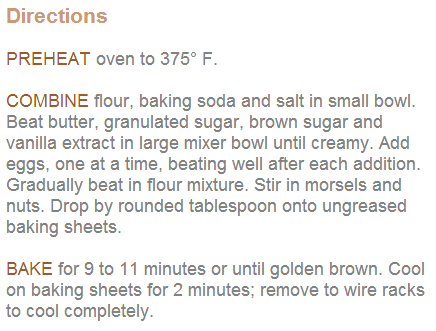 Directions
PREHEAT oven to 375° F.
COMBINE flour, baking soda and salt in small bowl.
Beat butter, granulated sugar, brown sugar and
vanilla extract in large mixer bowl until creamy. Add
eggs, one at a time, beating well after each addition.
Gradually beat in flour mixture. Stir in morsels and
nuts. Drop by rounded tablespoon onto ungreased
baking sheets.
BAKE for 9 to 11 minutes or until golden brown. Cool
on baking sheets for 2 minutes; remove to wire racks
to cool completely.